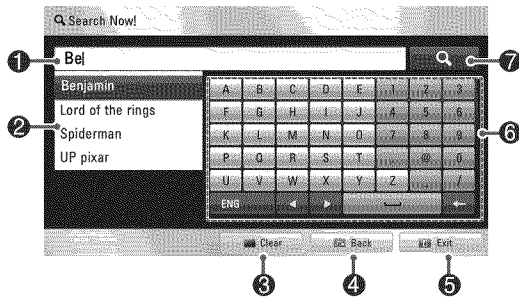 Search Now!
1 Be 7
Benjamin
Lord of the rings
2 Spiderman
UP pixar
A B C D E 1 2 3
F G H I J 4 5 6
K L M N O 7 8 9 6
P Q R S T @ 0
U V W X Y Z /
ENG ◄ ► ←
Clear Back Exit
3 4 5